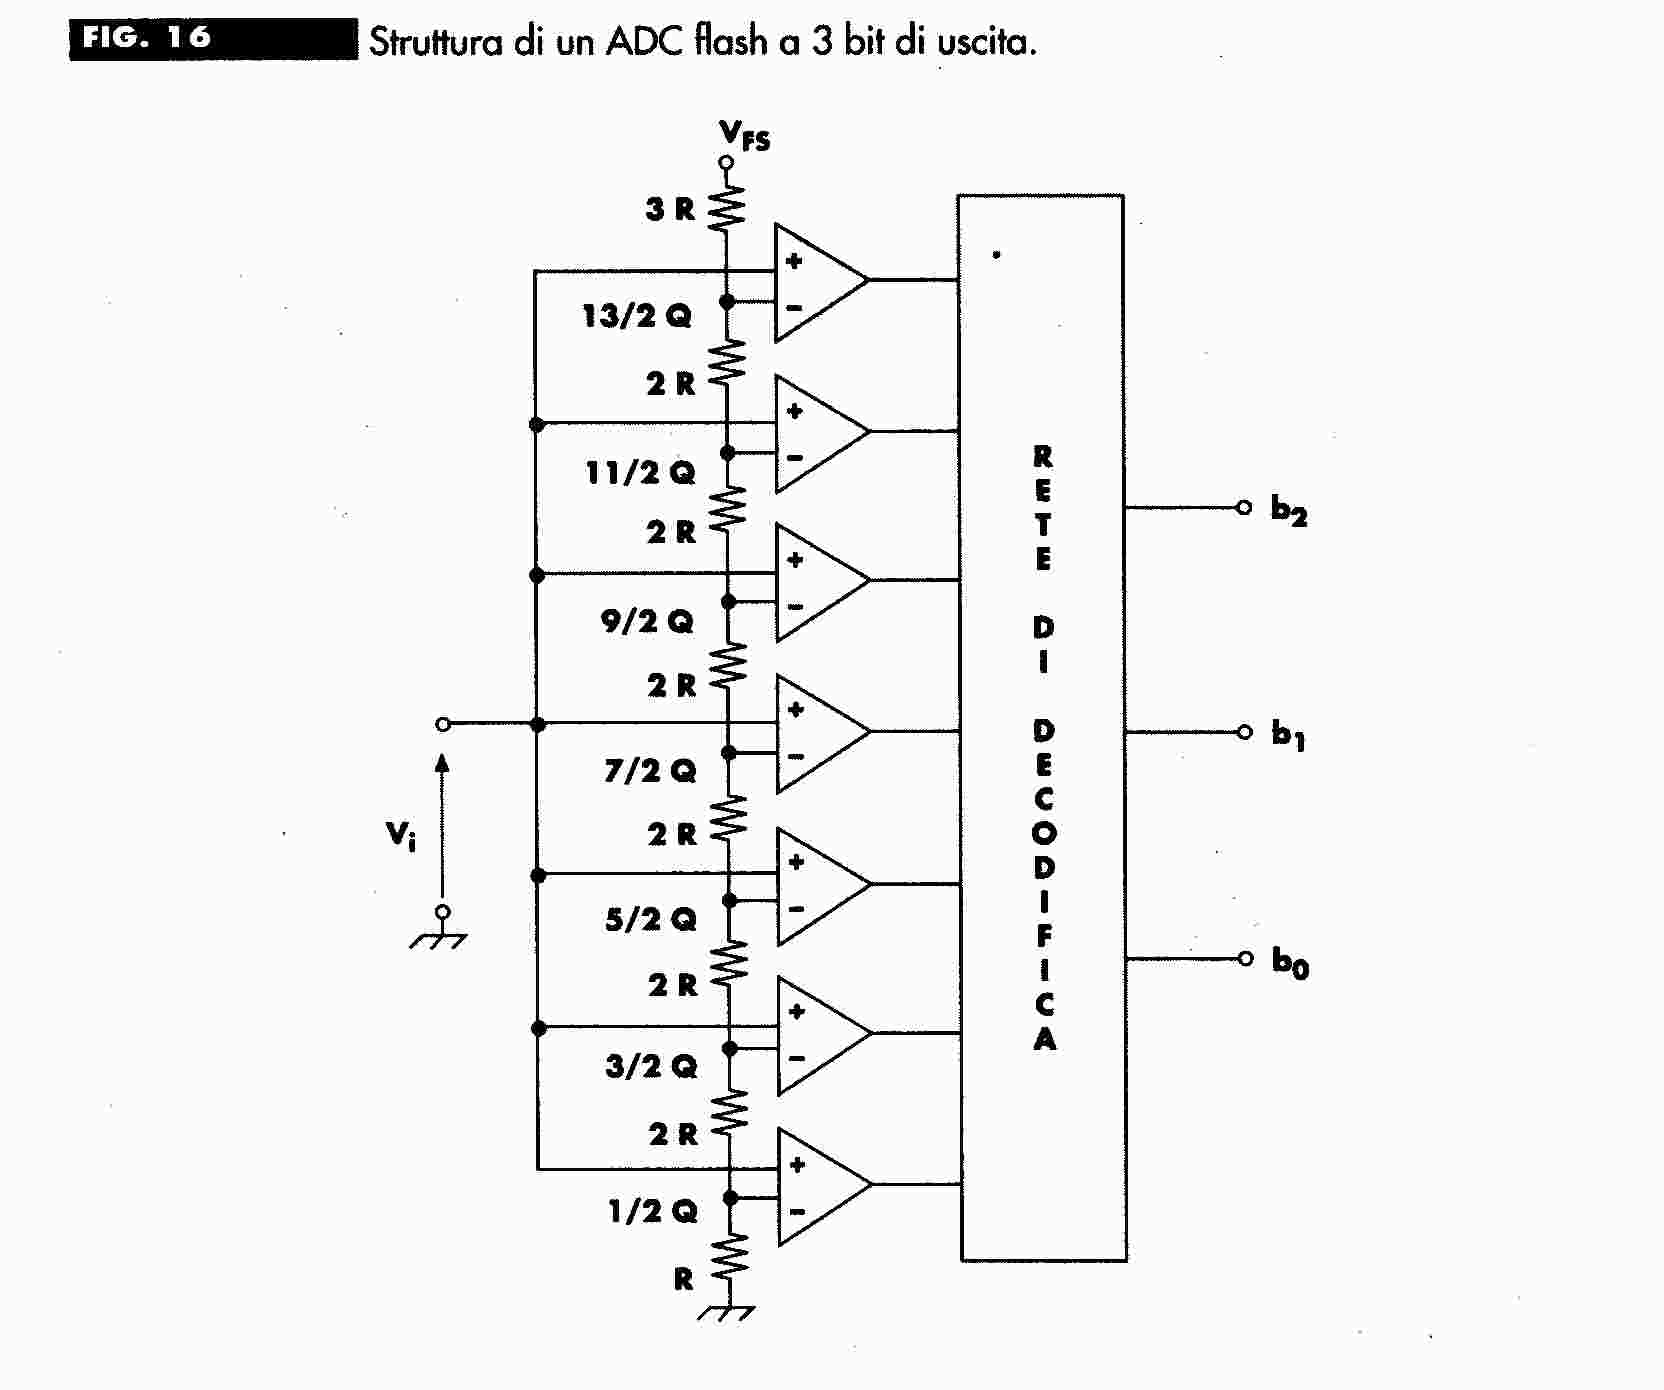 FIG. 16 Struttura di un ADC flash a 3 bit di uscita.
VFS
3 R
+
-
13/2 Q
2 R
+
-
11/2 Q
2 R
+
-
9/2 Q
2 R
+
-
7/2 Q
2 R
+
-
5/2 Q
2 R
+
-
3/2 Q
2 R
+
-
1/2 Q
R
Vi
RETE DI DECODIFICA
b2
b1
b0